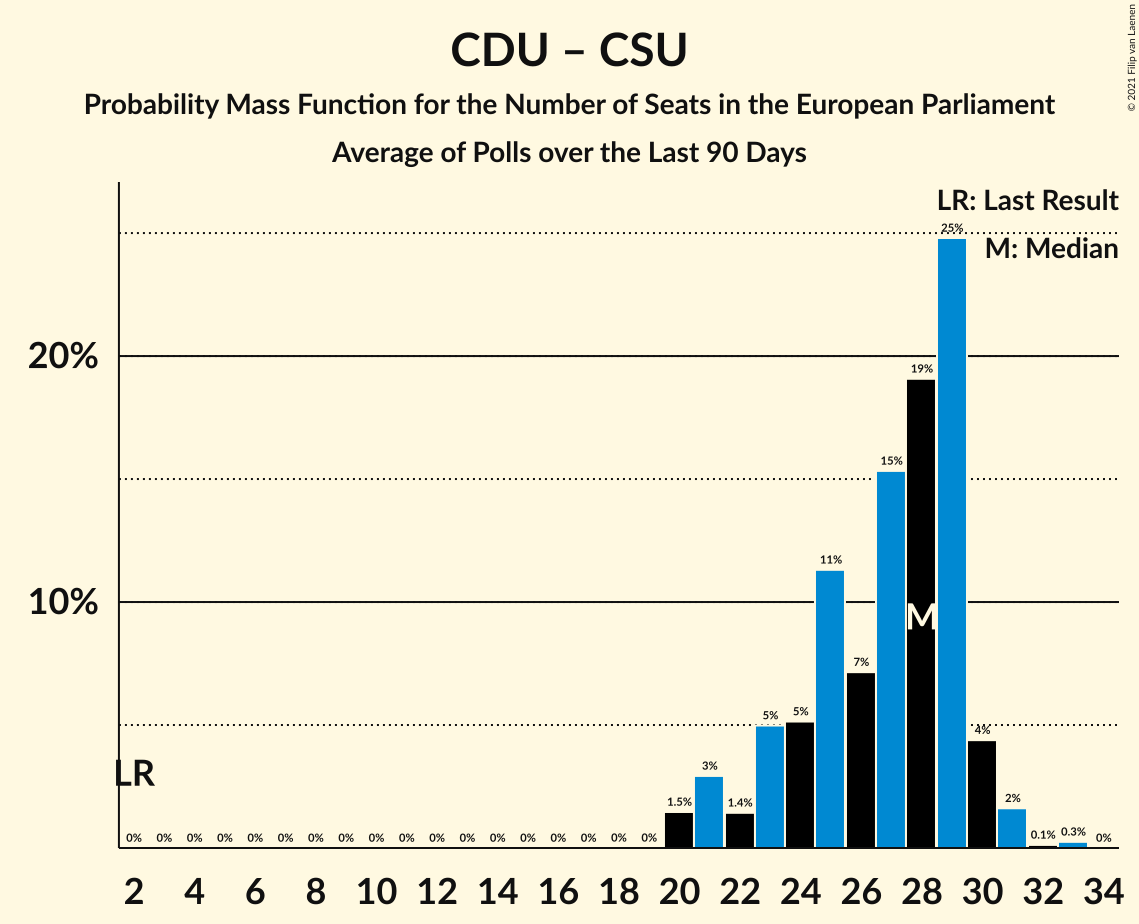 CDU – CSU
Probability Mass Function for the Number of Seats in the European Parliament
Average of Polls over the Last 90 Days
© 2021 Filip van Laenen
LR: Last Result
M: Median
25%
20%
19%
15%
11%
10%
M
7%
5% 5%
4%
LR
3%
1.5% 1.4% 2%
0% 0% 0% 0% 0% 0% 0% 0% 0% 0% 0% 0% 0% 0% 0% 0% 0% 0% 0.1% 0.3% 0%
2 4 6 8 10 12 14 16 18 20 22 24 26 28 30 32 34